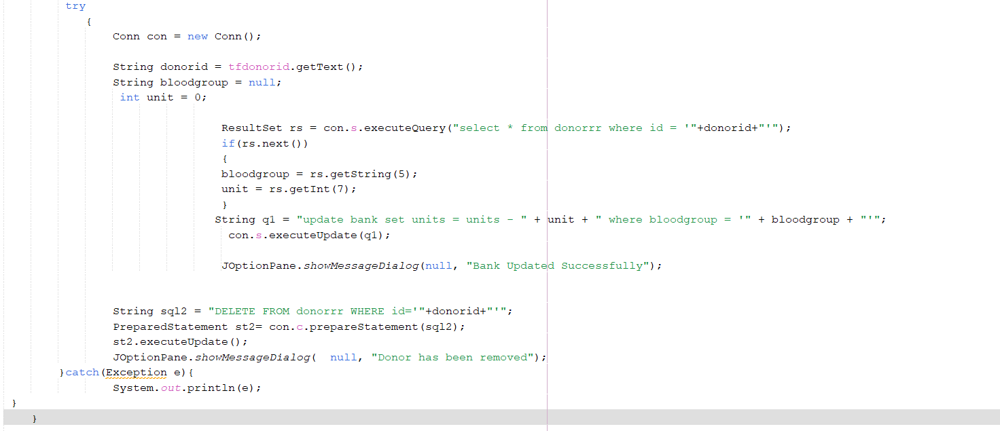 try
{
Conn con = new Conn();
String donorid = tfdonorid.getText();
String bloodgroup = null;
int unit = 0;
ResultSet rs = con.s.executeQuery("select * from donorrr where id = '"+donorid+"'");
if(rs.next())
{
bloodgroup = rs.getString(5);
unit = rs.getInt(7);
}
String q1 = "update bank set units = units - " + unit + " where bloodgroup = '" + bloodgroup + "'";
con.s.executeUpdate(q1);
JOptionPane.showMessageDialog(null, "Bank Updated Successfully");
String sql2 = "DELETE FROM donorrr WHERE id='"+donorid+"'";
PreparedStatement st2= con.c.prepareStatement(sql2);
st2.executeUpdate();
JOptionPane.showMessageDialog(  null, "Donor has been removed");
}catch(Exception e){
System.out.println(e);
}
}